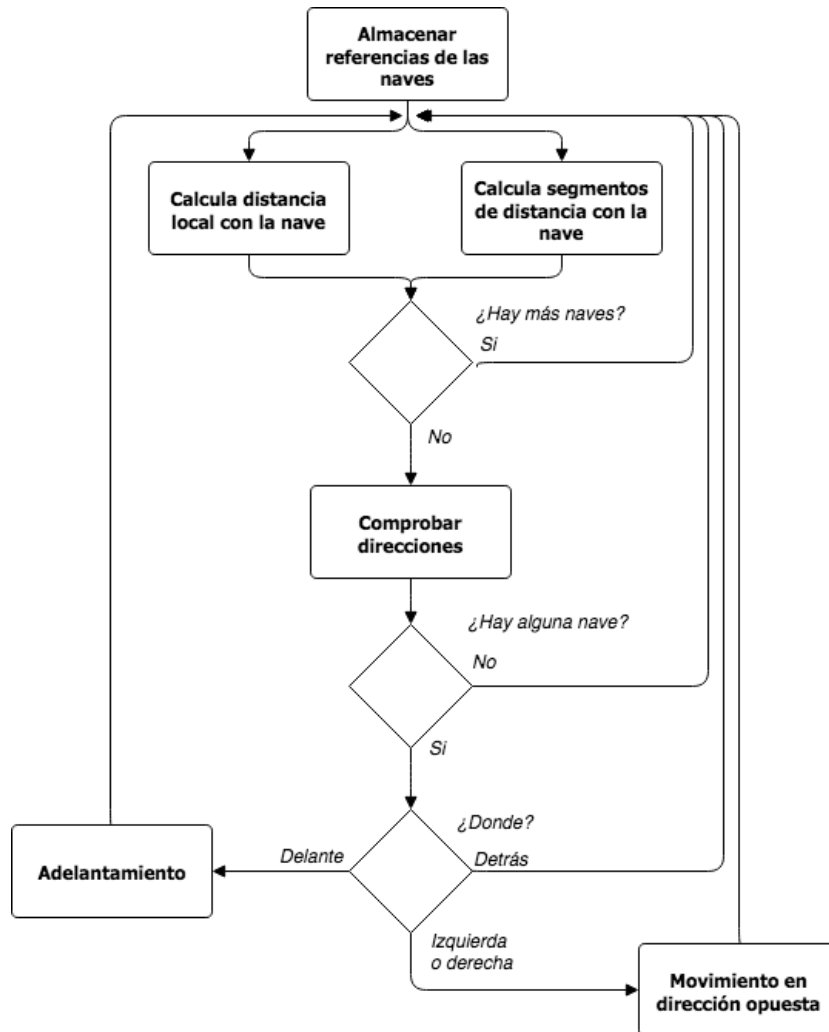 Almacenar
referencias de las
naves
Calcula distancia
local con la nave
Calcula segmentos
de distancia con la
nave
¿Hay más naves?
Si
No
Comprobar
direcciones
¿Hay alguna nave?
No
Si
¿Donde?
Delante
Detrás
Adelantamiento
Izquierda
o derecha
Movimiento en
dirección opuesta